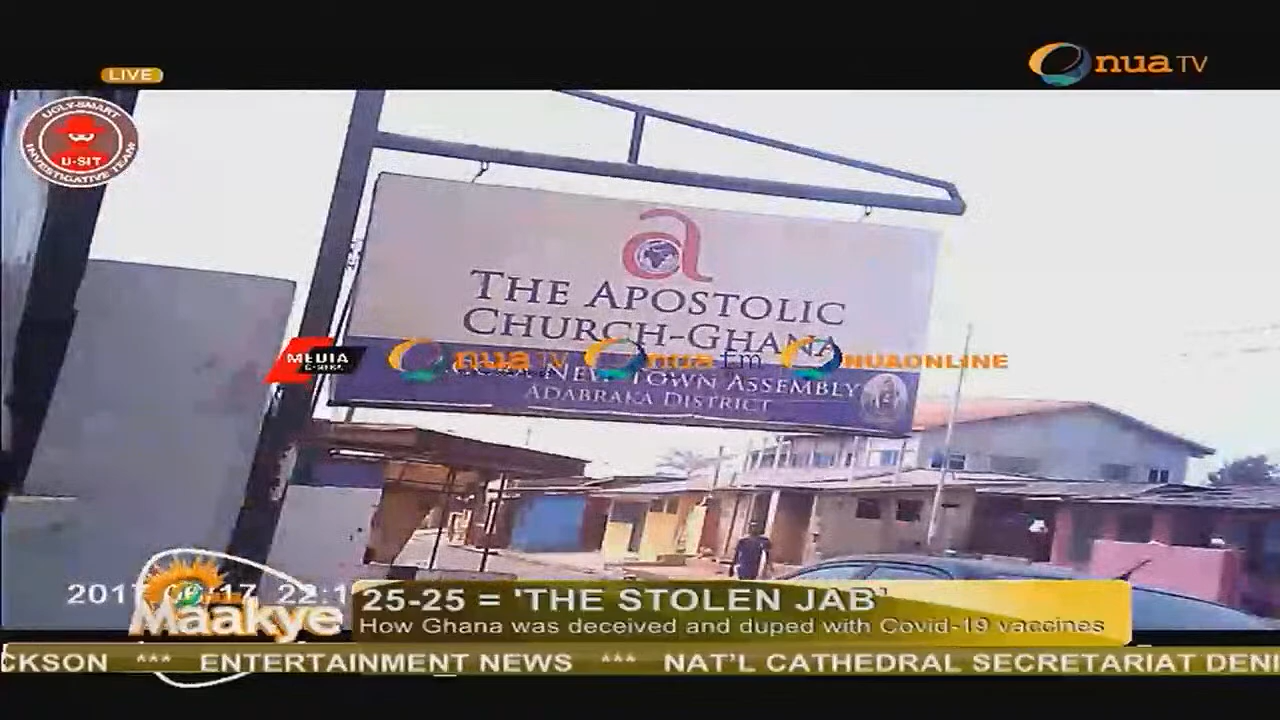 LIVE
nua TV
UGLY-SMART
INVESTIGATIVE TEAM
U-SIT
a
THE APOSTOLIC
CHURCH-GHANA
MEDIA
GENERAL
nua TV
nua fm
NUAONLINE
NEW TOWN ASSEMBLY
ADABRAKA DISTRICT
Maakye
25-25 = 'THE STOLEN JAB'
How Ghana was deceived and duped with Covid-19 vaccines
CKSON *** ENTERTAINMENT NEWS *** NAT'L CATHEDRAL SECRETARIAT DENI